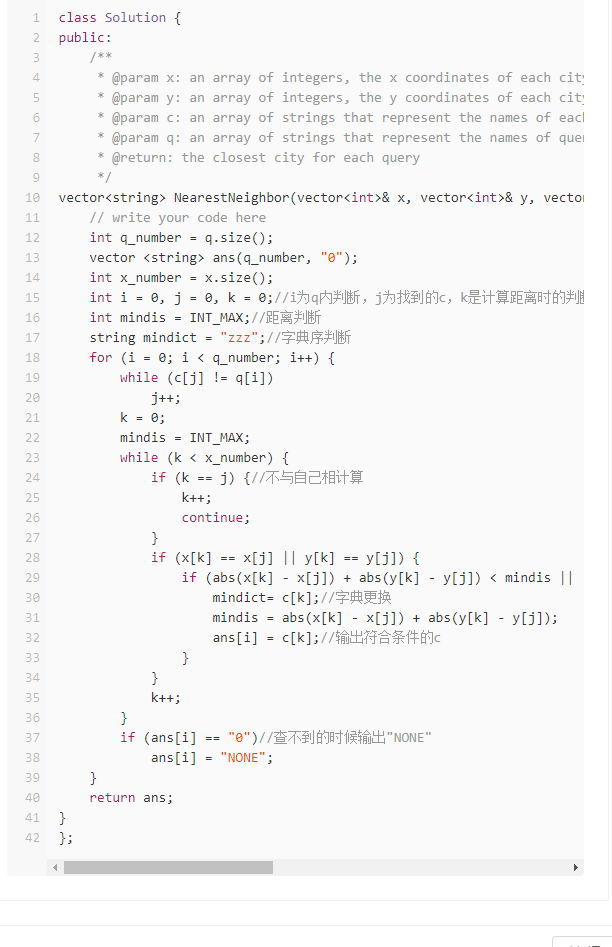 1 class Solution {
2 public:
3 /**
4 * @param x: an array of integers, the x coordinates of each city
5 * @param y: an array of integers, the y coordinates of each city
6 * @param c: an array of strings that represent the names of eac
7 * @param q: an array of strings that represent the names of que
8 * @return: the closest city for each query
9 */
10 vector<string> NearestNeighbor(vector<int>& x, vector<int>& y, vecto
11 // write your code here
12 int q_number = q.size();
13 vector <string> ans(q_number, "0");
14 int x_number = x.size();
15 int i = 0, j = 0, k = 0;//i为q内判断，j为找到的c，k是计算距离时的判
16 int mindis = INT_MAX;//距离判断
17 string mindict = "zzz";//字典序判断
18 for (i = 0; i < q_number; i++) {
19 while (c[j] != q[i])
20 j++;
21 k = 0;
22 mindis = INT_MAX;
23 while (k < x_number) {
24 if (k == j) {//不与自己相计算
25 k++;
26 continue;
27 }
28 if (x[k] == x[j] || y[k] == y[j]) {
29 if (abs(x[k] - x[j]) + abs(y[k] - y[j]) < mindis ||
30 mindict= c[k];//字典更换
31 mindis = abs(x[k] - x[j]) + abs(y[k] - y[j]);
32 ans[i] = c[k];//输出符合条件的c
33 }
34 }
35 k++;
36 }
37 if (ans[i] == "0")//查不到的时候输出"NONE"
38 ans[i] = "NONE";
39 }
40 return ans;
41 }
42 };